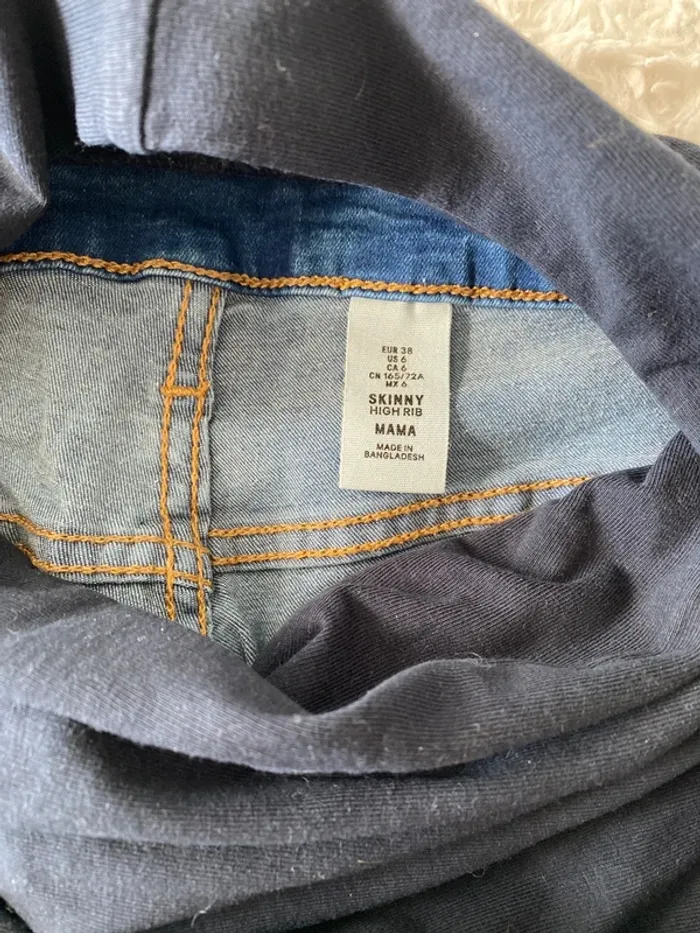 EUR 38
US 6
CA 6
CN 165/72A
MX 6
SKINNY
HIGH RIB
MAMA
MADE IN
BANGLADESH